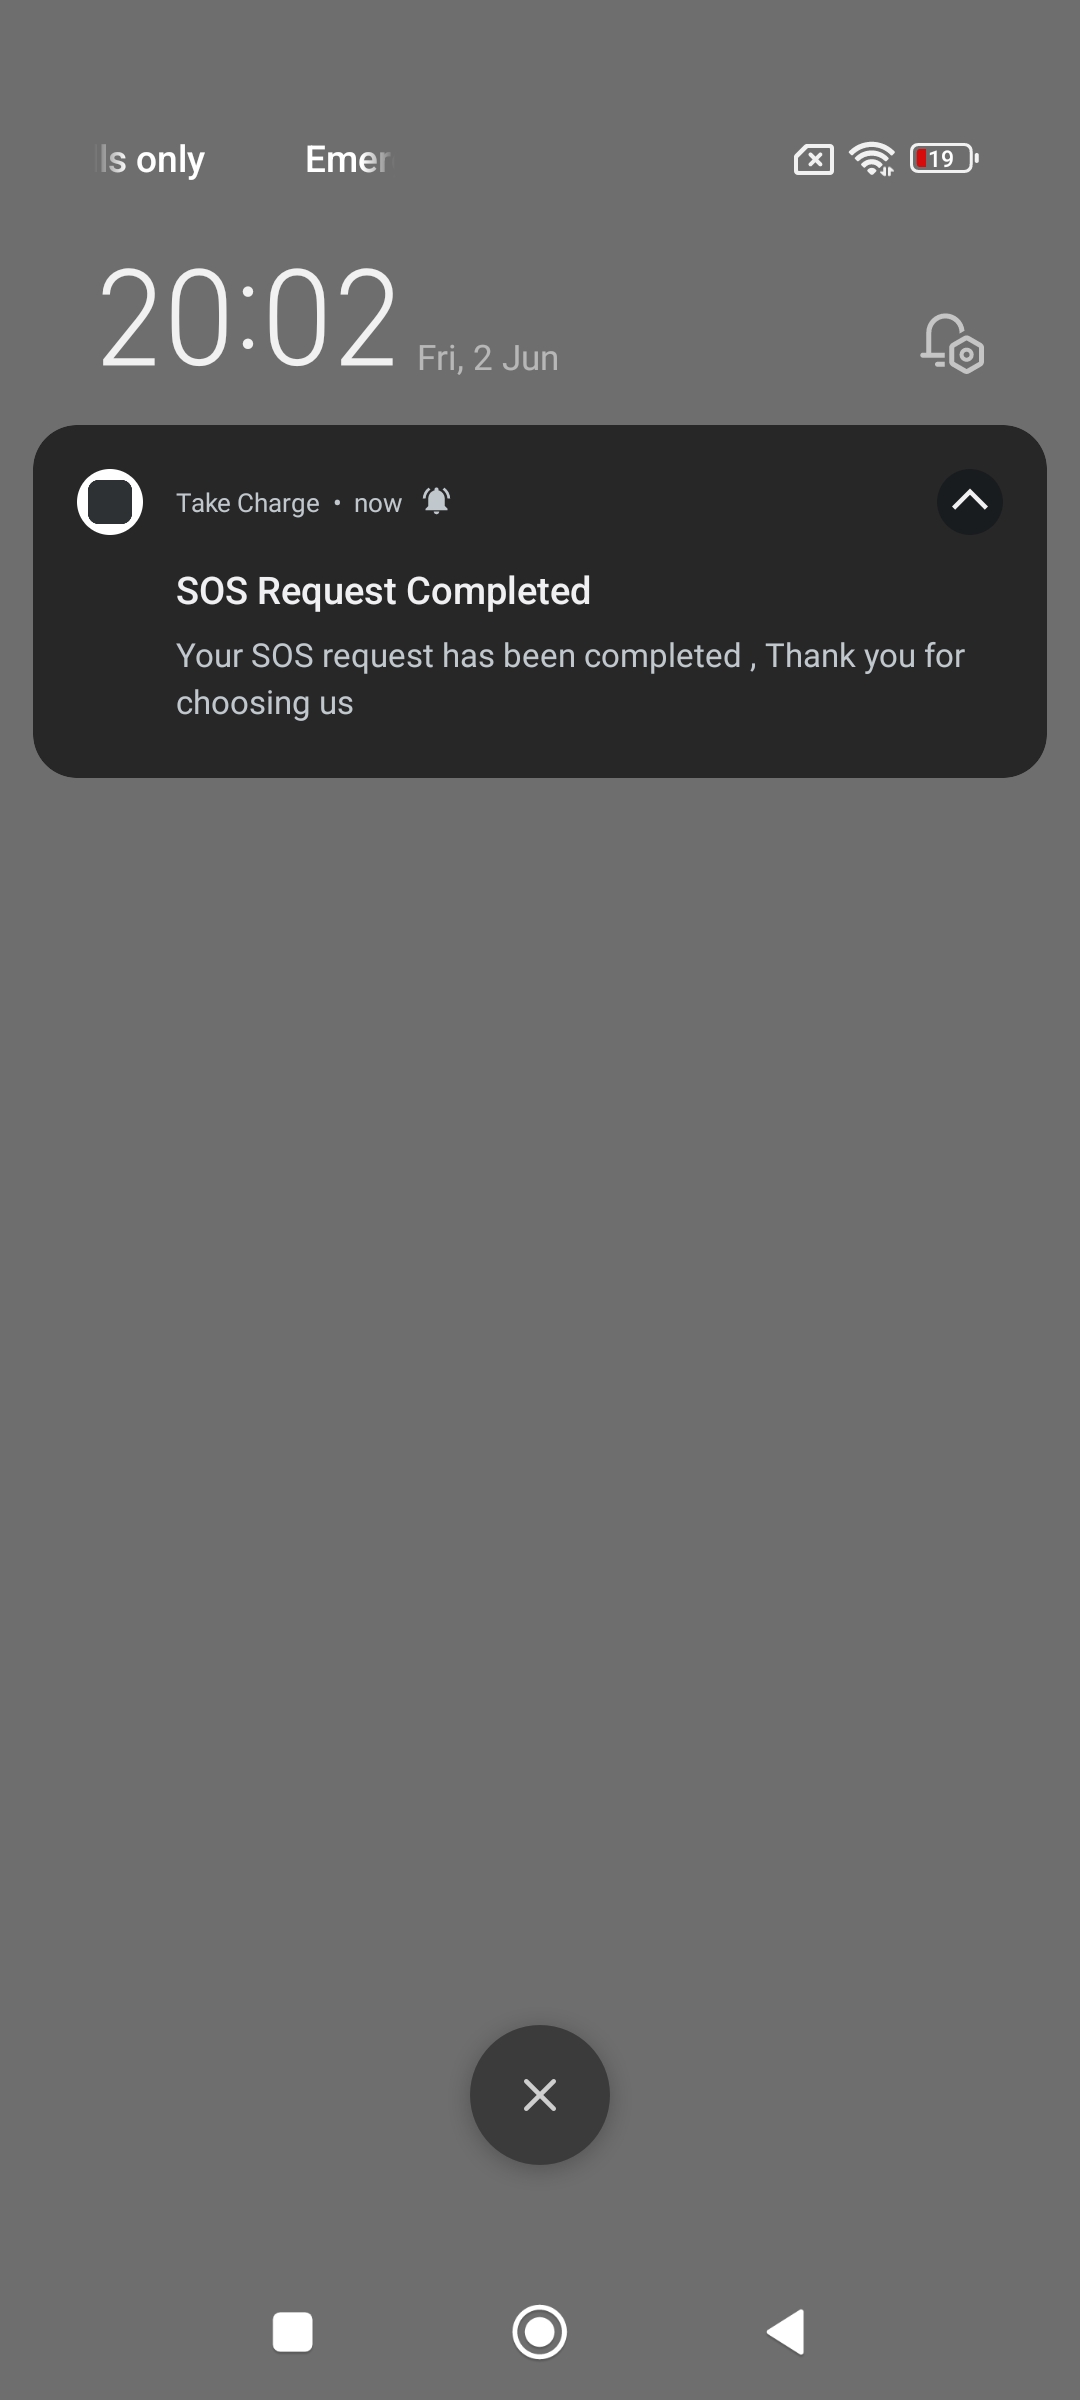 ls only Emer
19
20:02 Fri, 2 Jun
Take Charge • now
SOS Request Completed
Your SOS request has been completed , Thank you for
choosing us